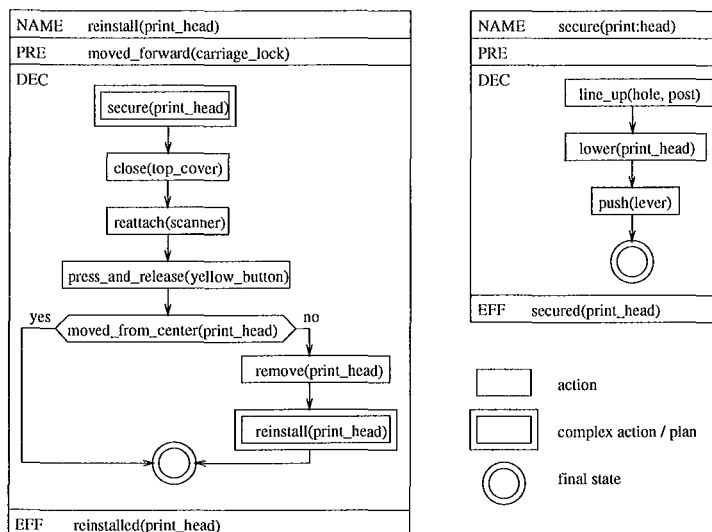 NAME reinstall(print_head)
PRE moved_forward(carriage_lock)
DEC
secure(print_head)
close(top_cover)
reattach(scanner)
press_and_release(yellow_button)
yes moved_from_center(print_head) no
remove(print_head)
reinstall(print_head)
EFF reinstalled(print_head)
NAME secure(print:head)
PRE
DEC
line_up(hole, post)
lower(print_head)
push(lever)
EFF secured(print_head)
action
complex action / plan
final state